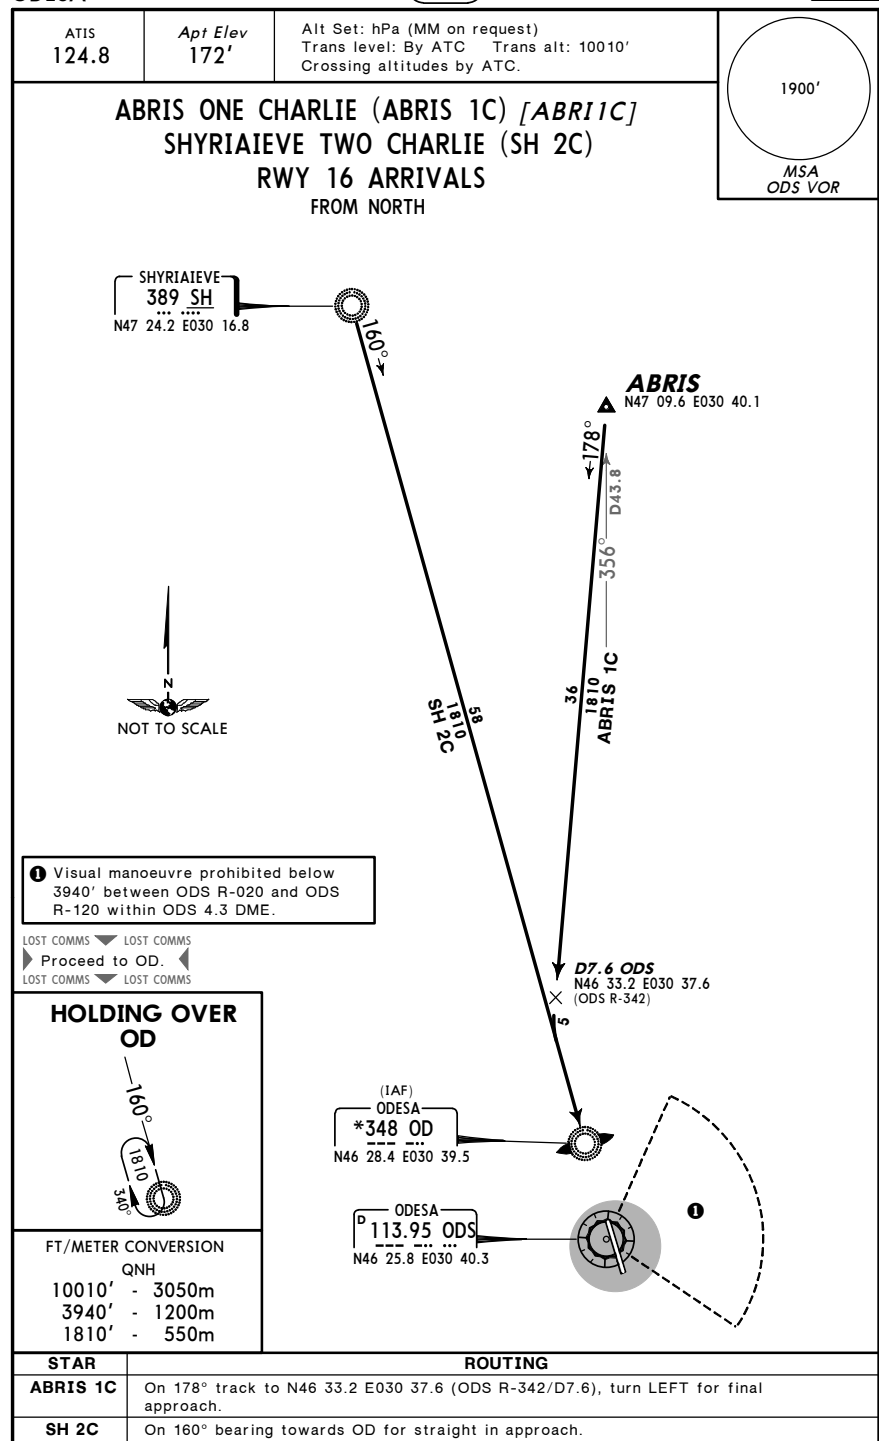 ATIS
124.8
Apt Elev
172'
Alt Set: hPa (MM on request)
Trans level: By ATC Trans alt: 10010'
Crossing altitudes by ATC.
1900'
MSA
ODS VOR
ABRIS ONE CHARLIE (ABRIS 1C) [ABRI1C]
SHYRIAIEVE TWO CHARLIE (SH 2C)
RWY 16 ARRIVALS
FROM NORTH
SHYRIAIEVE
389 SH
N47 24.2 E030 16.8
160°
ABRIS
N47 09.6 E030 40.1
178°
D43.8
356°
36
1810
ABRIS 1C
58
1810
SH 2C
N
NOT TO SCALE
1 Visual manoeuvre prohibited below
3940' between ODS R-020 and ODS
R-120 within ODS 4.3 DME.
LOST COMMS LOST COMMS
Proceed to OD.
LOST COMMS LOST COMMS
D7.6 ODS
N46 33.2 E030 37.6
(ODS R-342)
5
HOLDING OVER
OD
160°
1810
340°
(IAF)
ODESA
*348 OD
N46 28.4 E030 39.5
ODESA
D 113.95 ODS
N46 25.8 E030 40.3
1
FT/METER CONVERSION
QNH
10010' - 3050m
3940' - 1200m
1810' - 550m
STAR ROUTING
ABRIS 1C On 178° track to N46 33.2 E030 37.6 (ODS R-342/D7.6), turn LEFT for final
approach.
SH 2C On 160° bearing towards OD for straight in approach.